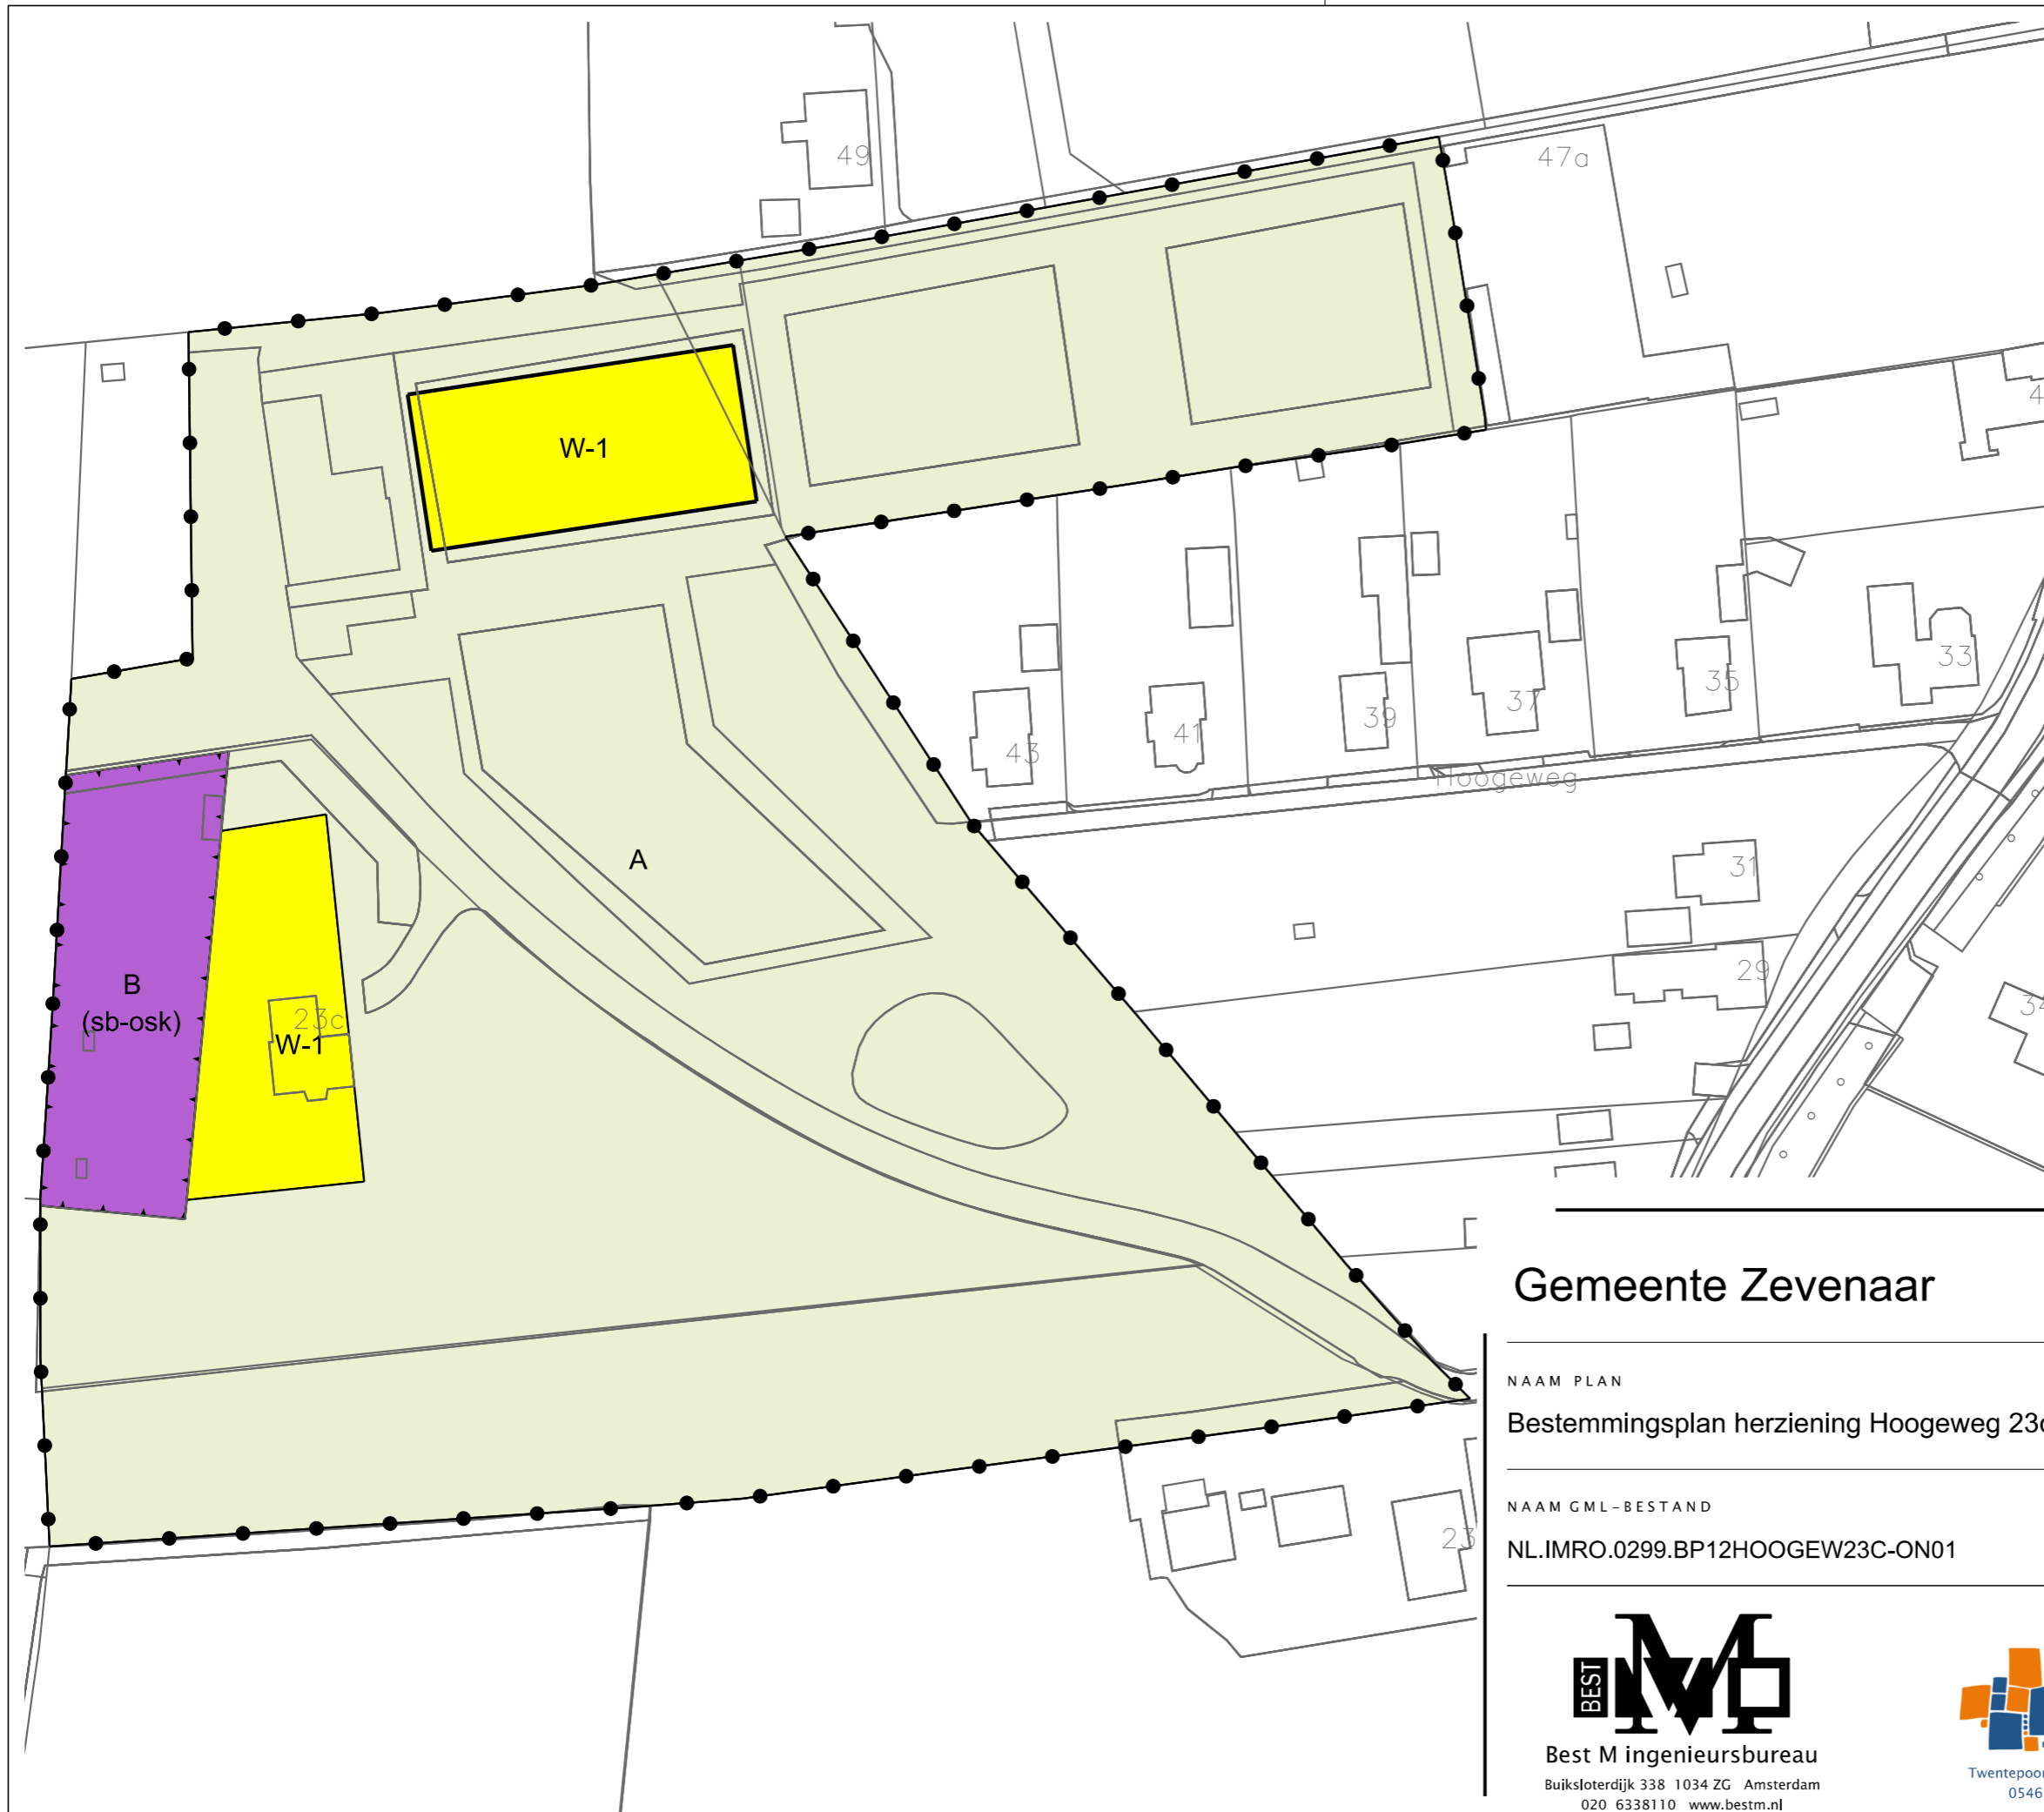 49
47a
W-1
43
41
39
37
35
33
Hoogeweg
A
31
29
B
(sb-osk)
23c
W-1
23
Gemeente Zevenaar
NAAM PLAN
Bestemmingsplan herziening Hoogeweg 23c
NAAM GML-BESTAND
NL.IMRO.0299.BP12HOOGEW23C-ON01
BEST
M
Best M ingenieursbureau
Buiksloterdijk 338 1034 ZG Amsterdam
020 6338110 www.bestm.nl
0546